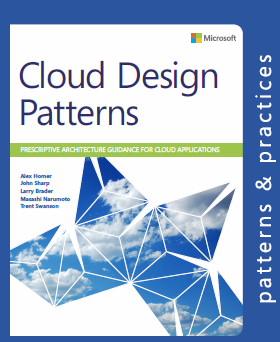 Microsoft
Cloud Design
Patterns
PRESCRIPTIVE ARCHITECTURE GUIDANCE FOR CLOUD APPLICATIONS
Alex Homer
John Sharp
Larry Brader
Masashi Narumoto
Trent Swanson
patterns & practices